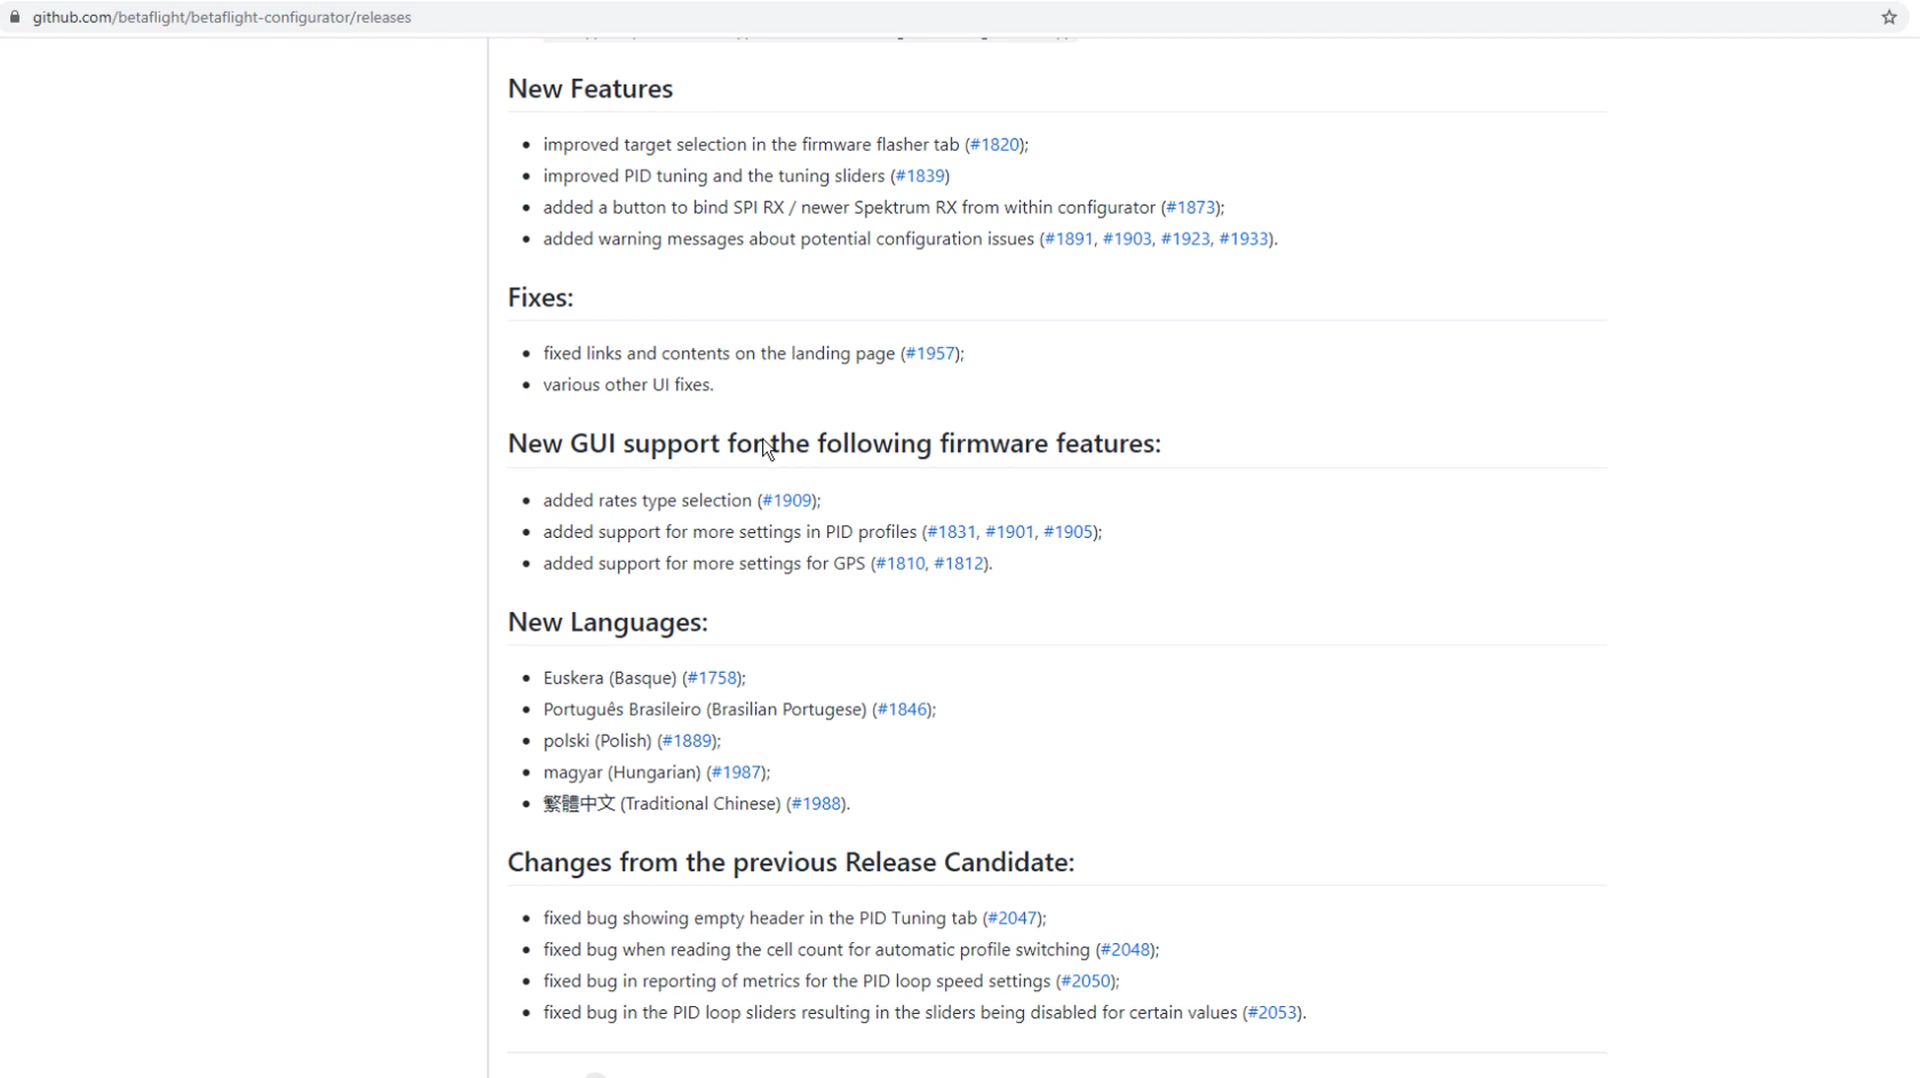 github.com/betaflight/betaflight-configurator/releases
New Features
improved target selection in the firmware flasher tab (#1820);
improved PID tuning and the tuning sliders (#1839)
added a button to bind SPI RX / newer Spektrum RX from within configurator (#1873);
added warning messages about potential configuration issues (#1891, #1903, #1923, #1933).
Fixes:
fixed links and contents on the landing page (#1957);
various other UI fixes.
New GUI support for the following firmware features:
added rates type selection (#1909);
added support for more settings in PID profiles (#1831, #1901, #1905);
added support for more settings for GPS (#1810, #1812).
New Languages:
Euskera (Basque) (#1758);
Português Brasileiro (Brasilian Portugese) (#1846);
polski (Polish) (#1889);
magyar (Hungarian) (#1987);
繁體中文 (Traditional Chinese) (#1988).
Changes from the previous Release Candidate:
fixed bug showing empty header in the PID Tuning tab (#2047);
fixed bug when reading the cell count for automatic profile switching (#2048);
fixed bug in reporting of metrics for the PID loop speed settings (#2050);
fixed bug in the PID loop sliders resulting in the sliders being disabled for certain values (#2053).